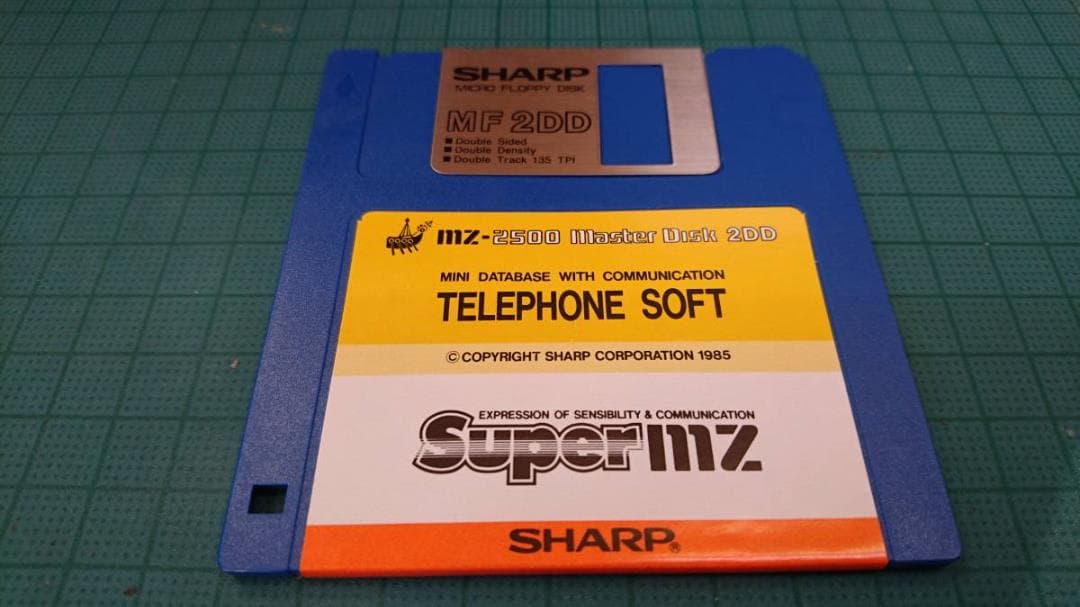 SHARP
MICRO FLOPPY DISK
MF 2DD
■ Double Sided
■ Double Density
■ Double Track 135 TPI
MZ-2500 Master Disk 2DD
MINI DATABASE WITH COMMUNICATION
TELEPHONE SOFT
© COPYRIGHT SHARP CORPORATION 1985
EXPRESSION OF SENSIBILITY & COMMUNICATION
Super MZ
SHARP®